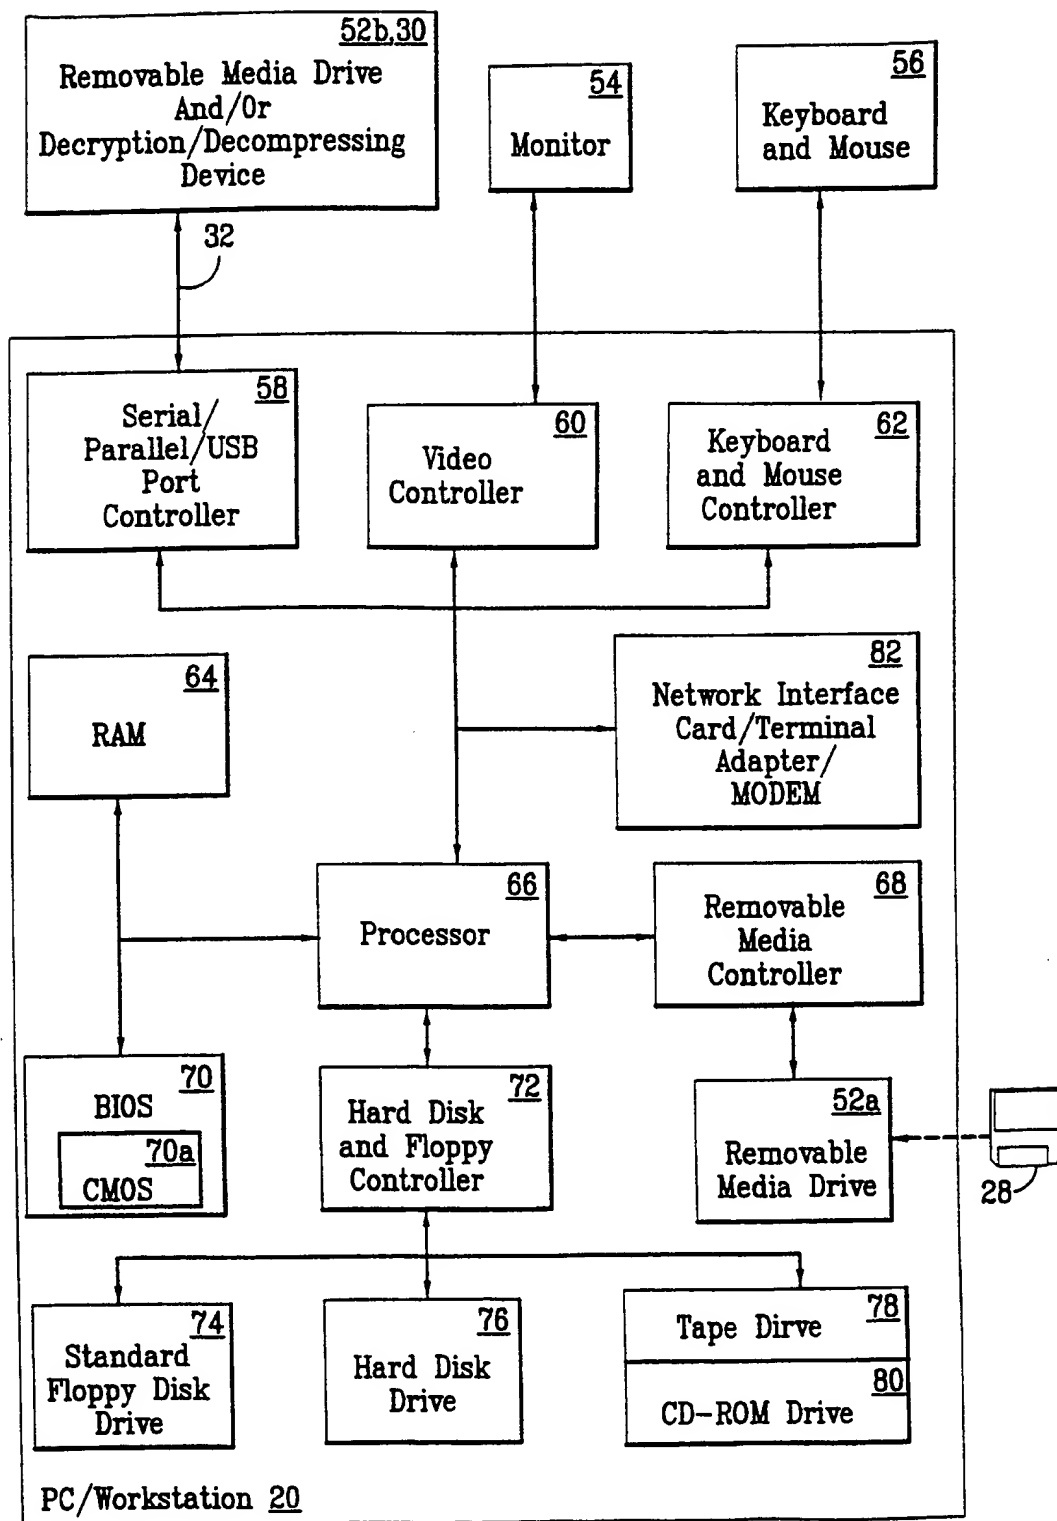 52b,30
Removable Media Drive
And/Or
Decryption/Decompressing
Device
54
Monitor
56
Keyboard
and Mouse
32
58
Serial/
Parallel/USB
Port
Controller
60
Video
Controller
62
Keyboard
and Mouse
Controller
64
RAM
82
Network Interface
Card/Terminal
Adapter/
MODEM
66
Processor
68
Removable
Media
Controller
70
BIOS
70a
CMOS
72
Hard Disk
and Floppy
Controller
52a
Removable
Media Drive
28
74
Standard
Floppy Disk
Drive
76
Hard Disk
Drive
78
Tape Dirve
80
CD-ROM Drive
PC/Workstation 20